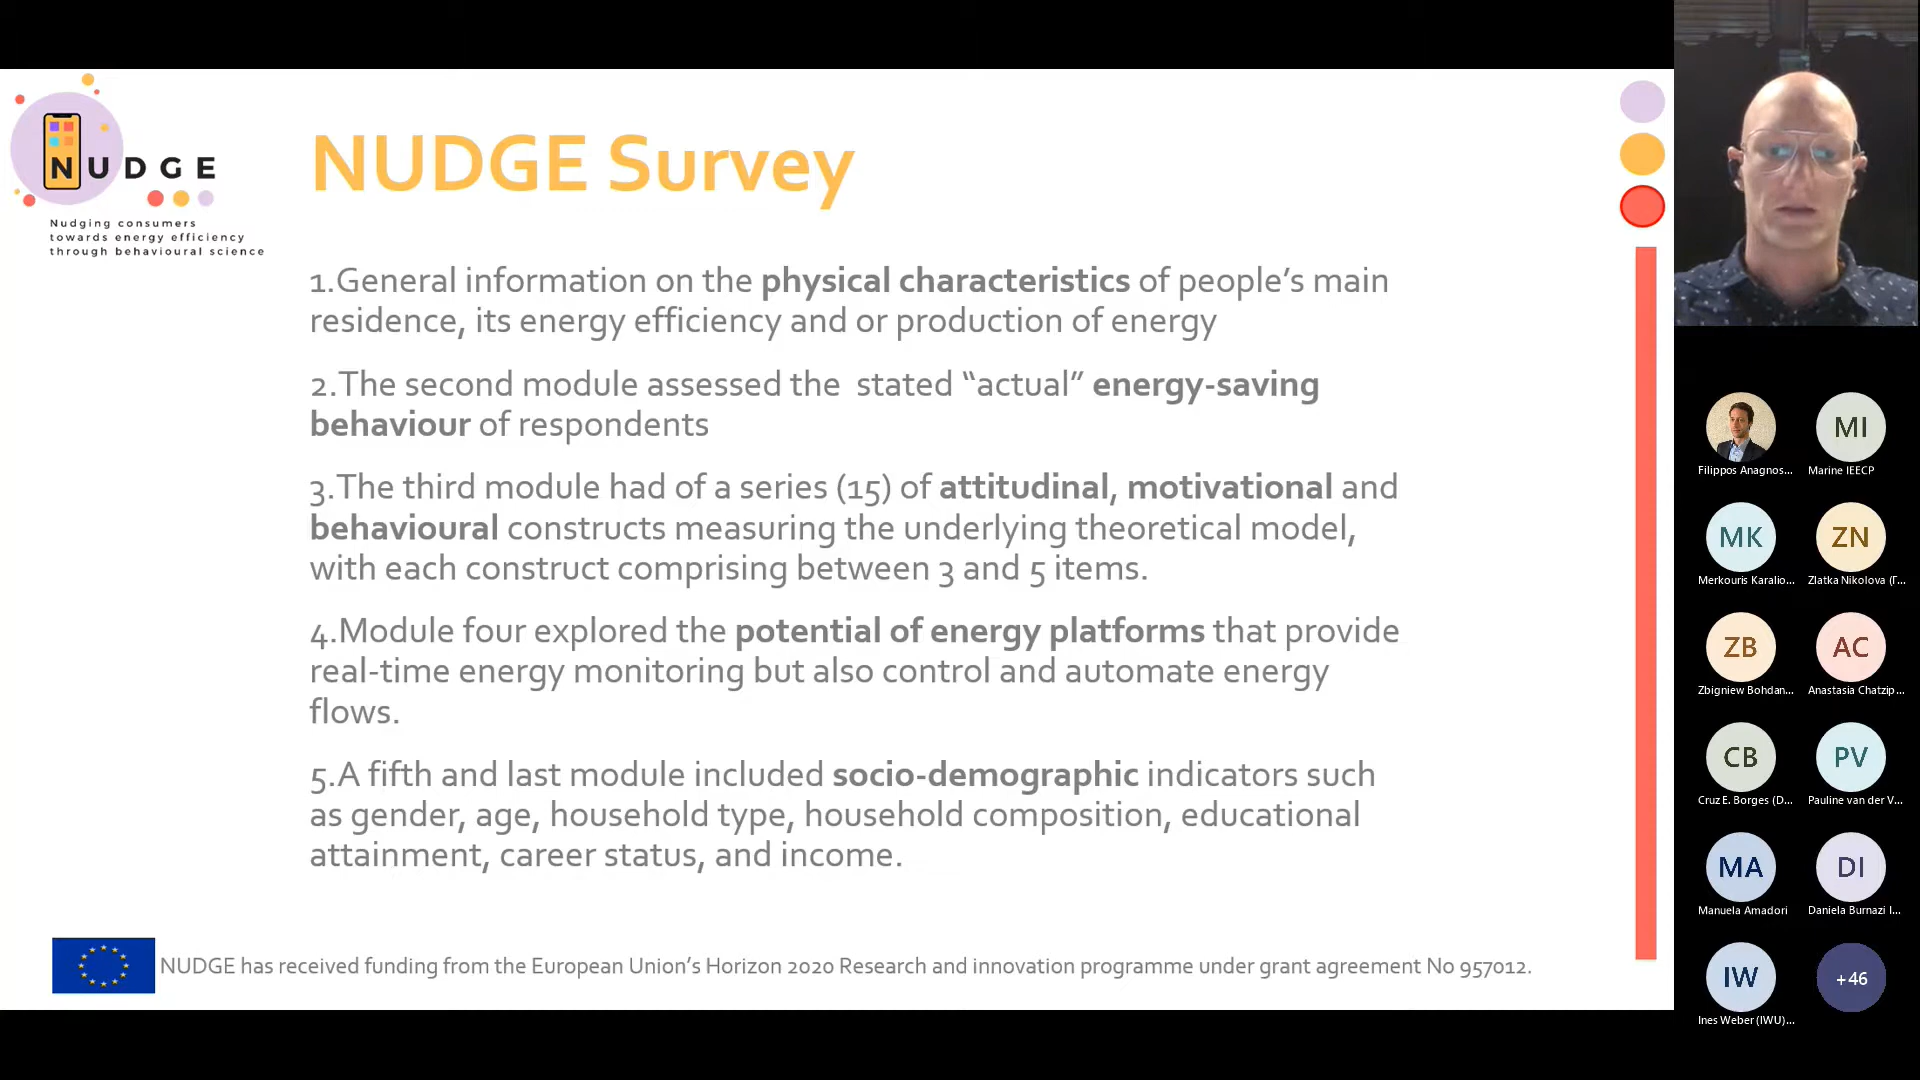 NUDGE
Nudging consumers
towards energy efficiency
through behavioural science
NUDGE Survey
1.General information on the physical characteristics of people’s main
residence, its energy efficiency and or production of energy
2.The second module assessed the  stated “actual” energy-saving
behaviour of respondents
3.The third module had of a series (15) of attitudinal, motivational and
behavioural constructs measuring the underlying theoretical model,
with each construct comprising between 3 and 5 items.
4.Module four explored the potential of energy platforms that provide
real-time energy monitoring but also control and automate energy
flows.
5.A fifth and last module included socio-demographic indicators such
as gender, age, household type, household composition, educational
attainment, career status, and income.
NUDGE has received funding from the European Union’s Horizon 2020 Research and innovation programme under grant agreement No 957012.
Filippos Anagnos...
MI
Marine IEECP
MK
Merkouris Karalio...
ZN
Zlatka Nikolova (Г...
ZB
Zbigniew Bohdan...
AC
Anastasia Chatzip...
CB
Cruz E. Borges (D...
PV
Pauline van der V...
MA
Manuela Amadori
DI
Daniela Burnazi I...
IW
Ines Weber (IWU)...
+46